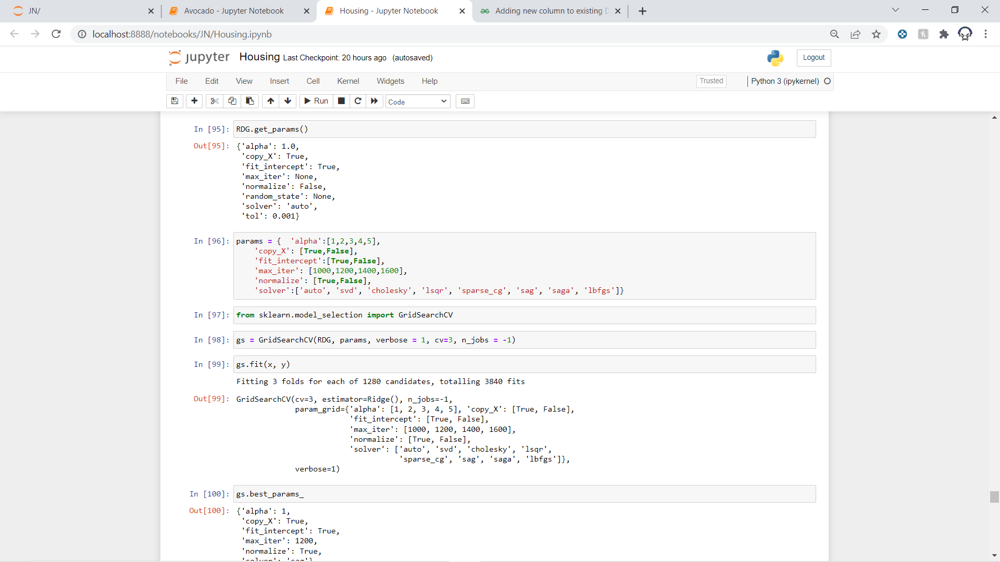 JN/
Avocado - Jupyter Notebook
Housing - Jupyter Notebook
Adding new column to existing D
localhost:8888/notebooks/JN/Housing.ipynb
jupyter Housing Last Checkpoint: 20 hours ago (autosaved)
Logout
File Edit View Insert Cell Kernel Widgets Help
Trusted
Python 3 (ipykernel)
Run
Code
In [95]: RDG.get_params()
Out[95]: {'alpha': 1.0,
'copy_X': True,
'fit_intercept': True,
'max_iter': None,
'normalize': False,
'random_state': None,
'solver': 'auto',
'tol': 0.001}
In [96]: params = {  'alpha':[1,2,3,4,5],
'copy_X': [True,False],
'fit_intercept':[True,False],
'max_iter': [1000,1200,1400,1600],
'normalize': [True,False],
'solver':['auto', 'svd', 'cholesky', 'lsqr', 'sparse_cg', 'sag', 'saga', 'lbfgs']}
In [97]: from sklearn.model_selection import GridSearchCV
In [98]: gs = GridSearchCV(RDG, params, verbose = 1, cv=3, n_jobs = -1)
In [99]: gs.fit(x, y)
Fitting 3 folds for each of 1280 candidates, totalling 3840 fits
Out[99]: GridSearchCV(cv=3, estimator=Ridge(), n_jobs=-1,
param_grid={'alpha': [1, 2, 3, 4, 5], 'copy_X': [True, False],
'fit_intercept': [True, False],
'max_iter': [1000, 1200, 1400, 1600],
'normalize': [True, False],
'solver': ['auto', 'svd', 'cholesky', 'lsqr',
'sparse_cg', 'sag', 'saga', 'lbfgs']},
verbose=1)
In [100]: gs.best_params_
Out[100]: {'alpha': 1,
'copy_X': True,
'fit_intercept': True,
'max_iter': 1200,
'normalize': True,
'solver': 'sag'}